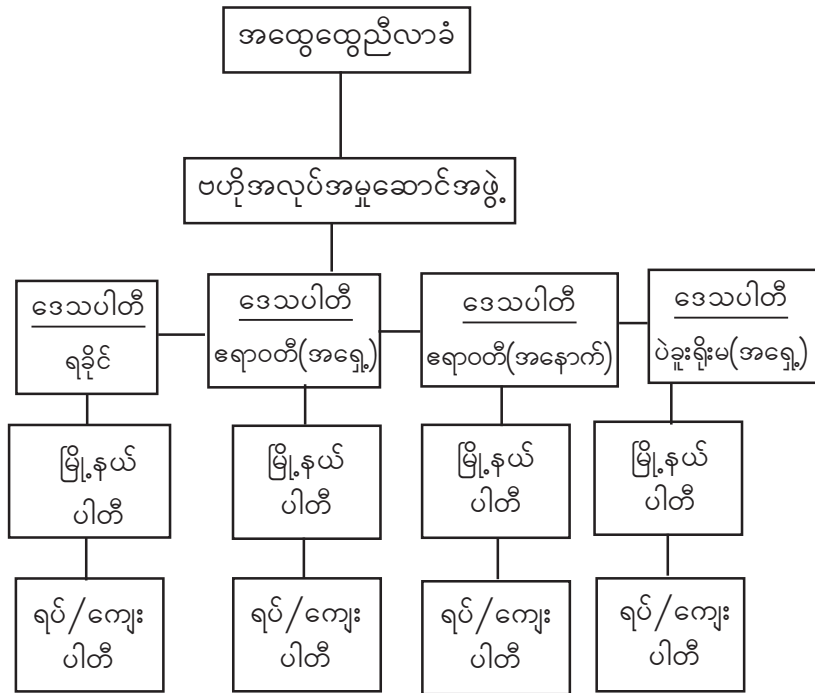 အထွေထွေညီလာခံ
ဗဟိုအလုပ်အမှုဆောင်အဖွဲ့
ဒေသပါတီ
ရခိုင်
ဒေသပါတီ
ဧရာဝတီ(အရှေ့)
ဒေသပါတီ
ဧရာဝတီ(အနောက်)
ဒေသပါတီ
ပဲခူးရိုးမ(အရှေ့)
မြို့နယ်
ပါတီ
မြို့နယ်
ပါတီ
မြို့နယ်
ပါတီ
မြို့နယ်
ပါတီ
ရပ်/ကျေး
ပါတီ
ရပ်/ကျေး
ပါတီ
ရပ်/ကျေး
ပါတီ
ရပ်/ကျေး
ပါတီ